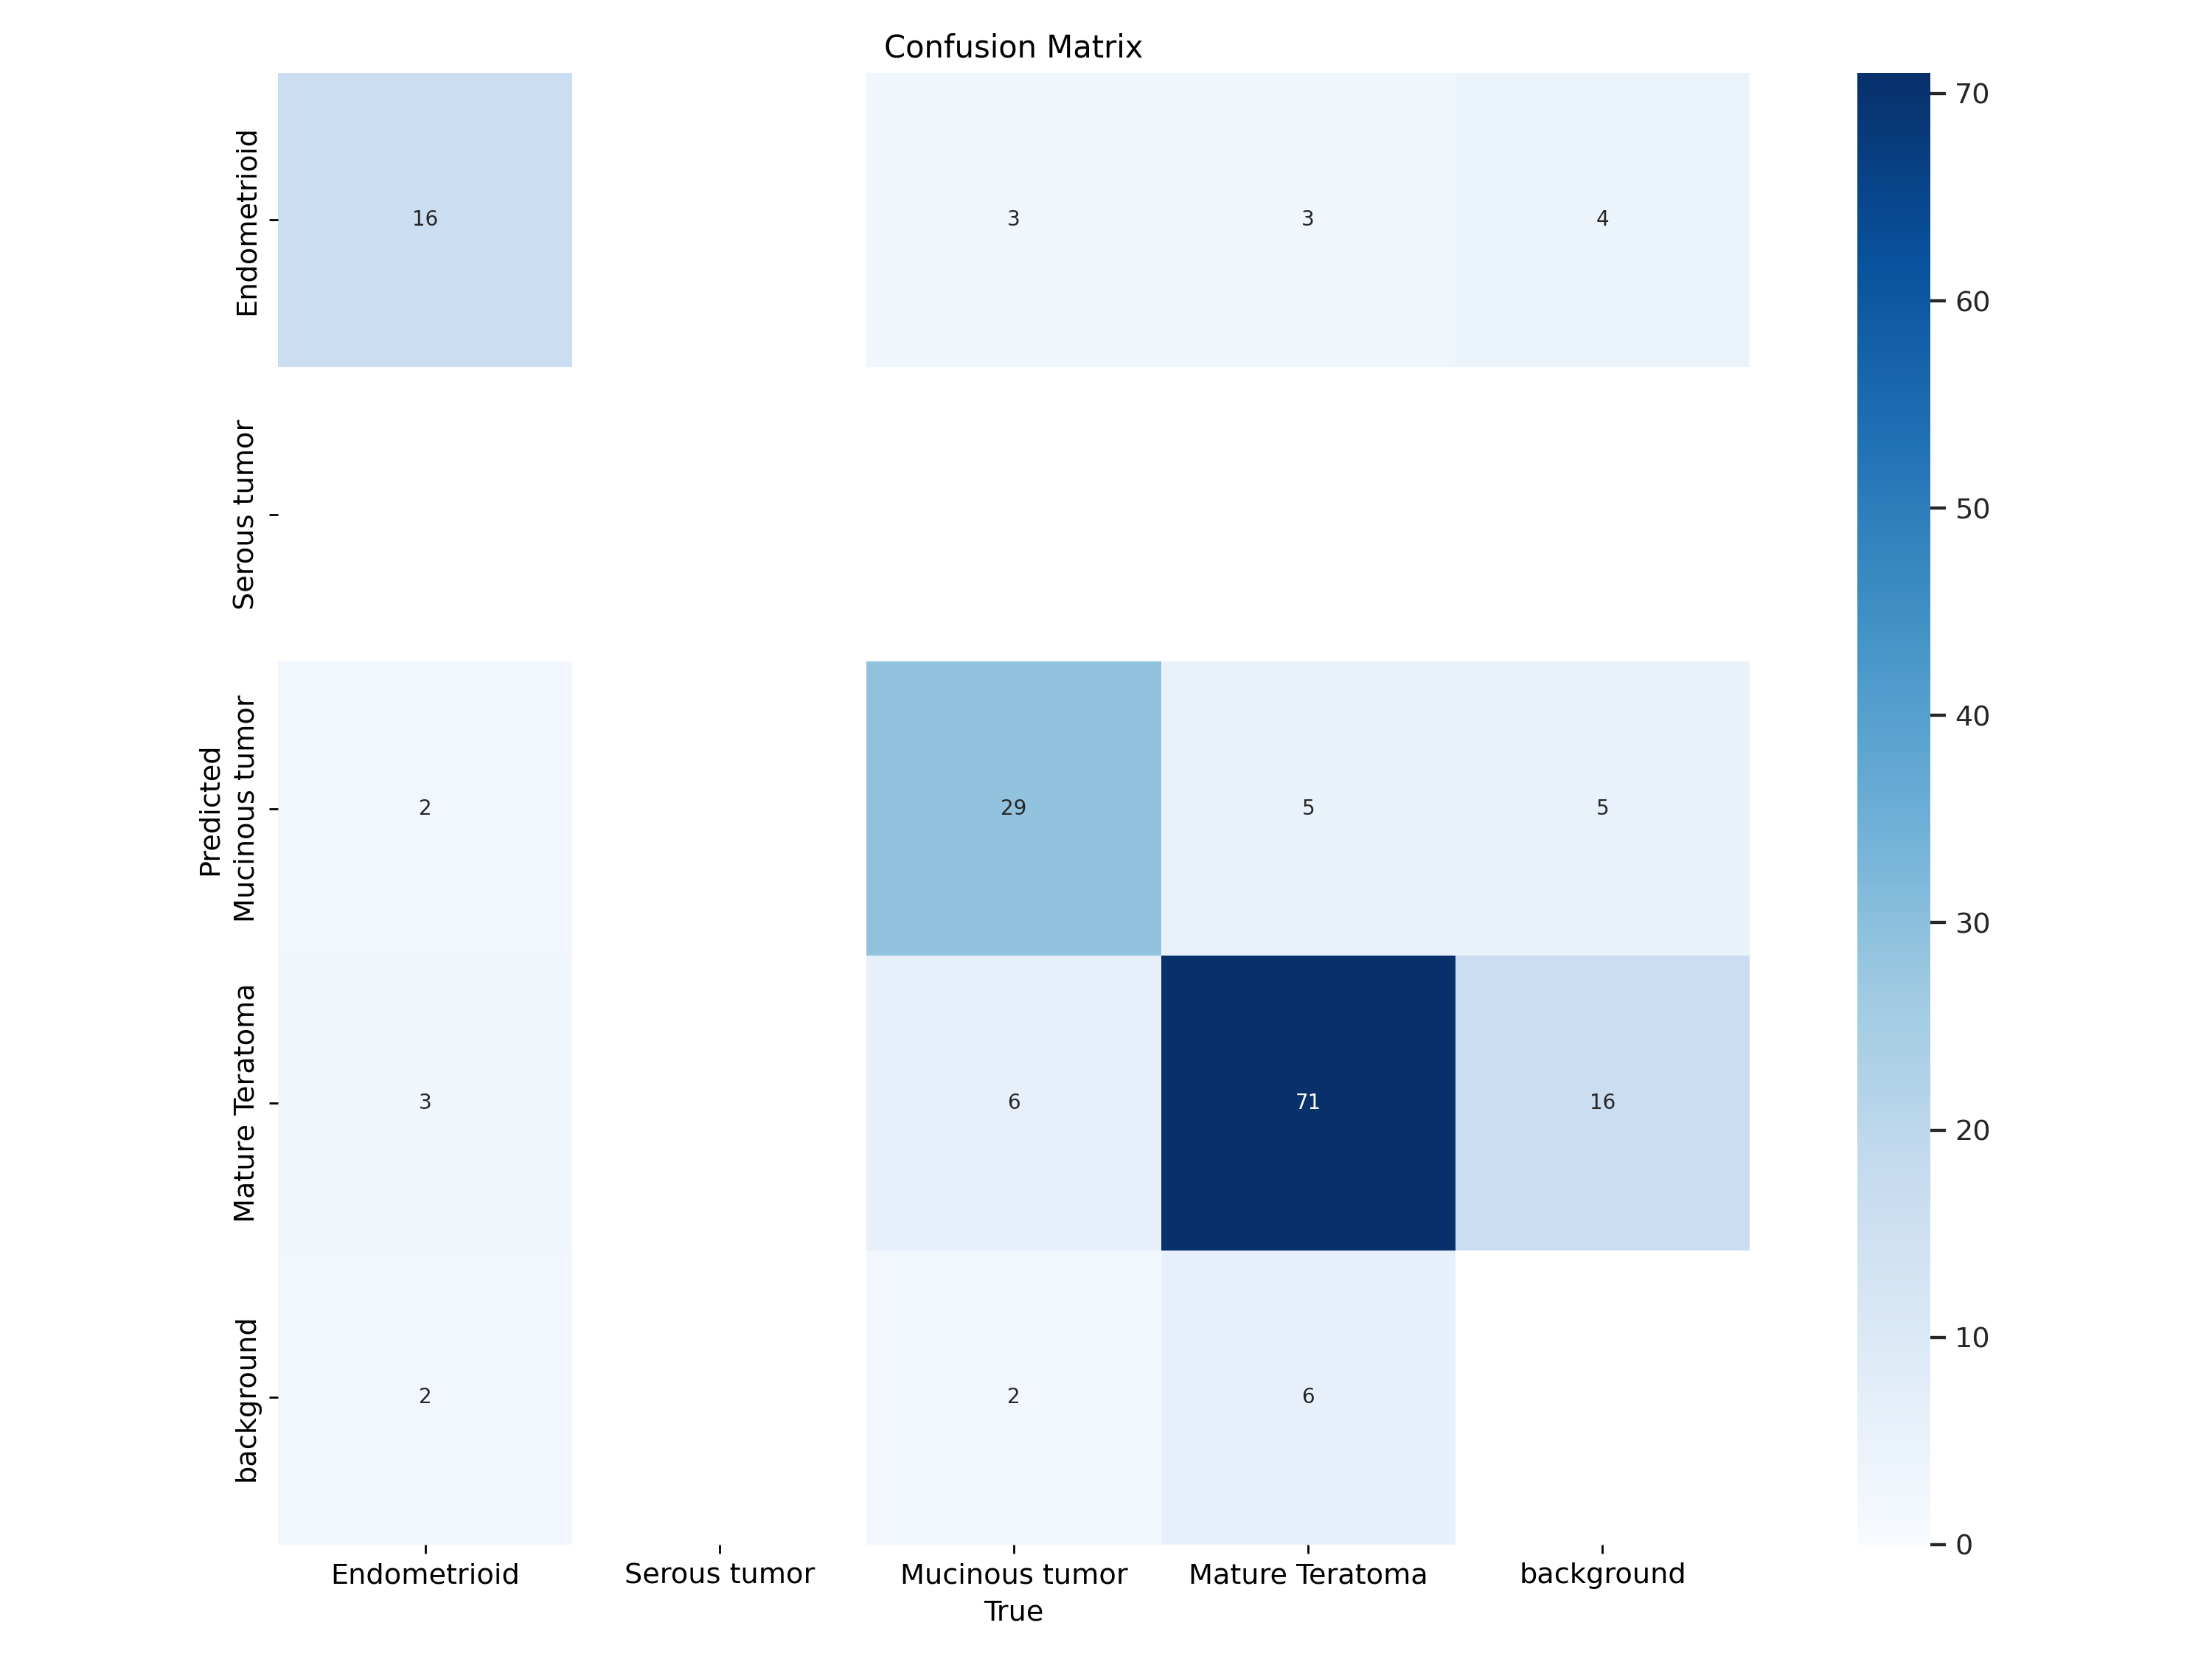 Confusion Matrix
Endometrioid
16
3
3
4
70
60
Serous tumor
50
40
Predicted
Mucinous tumor
2
29
5
5
30
Mature Teratoma
3
6
71
16
20
10
background
2
2
6
0
Endometrioid
Serous tumor
Mucinous tumor
Mature Teratoma
background
True